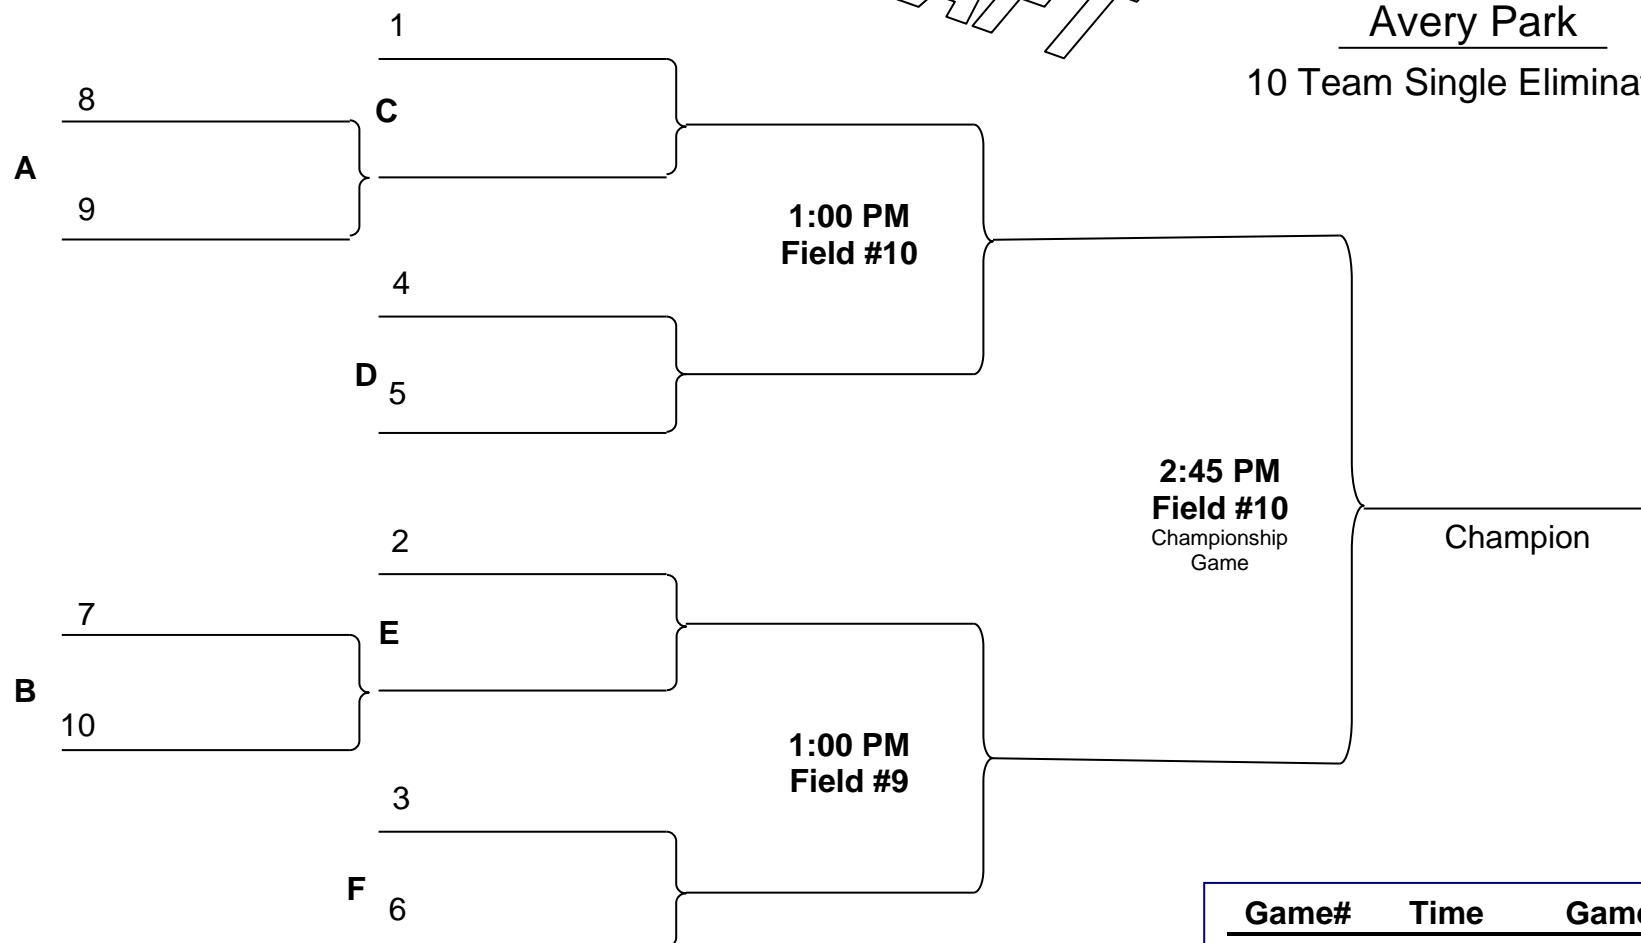 Avery Park
10 Team Single Elimina
1
8
C
A
9
1:00 PM
Field #10
4
D
5
2:45 PM
Field #10
Championship
Game
Champion
2
7
E
B
10
1:00 PM
Field #9
3
F
6
Game# Time Game